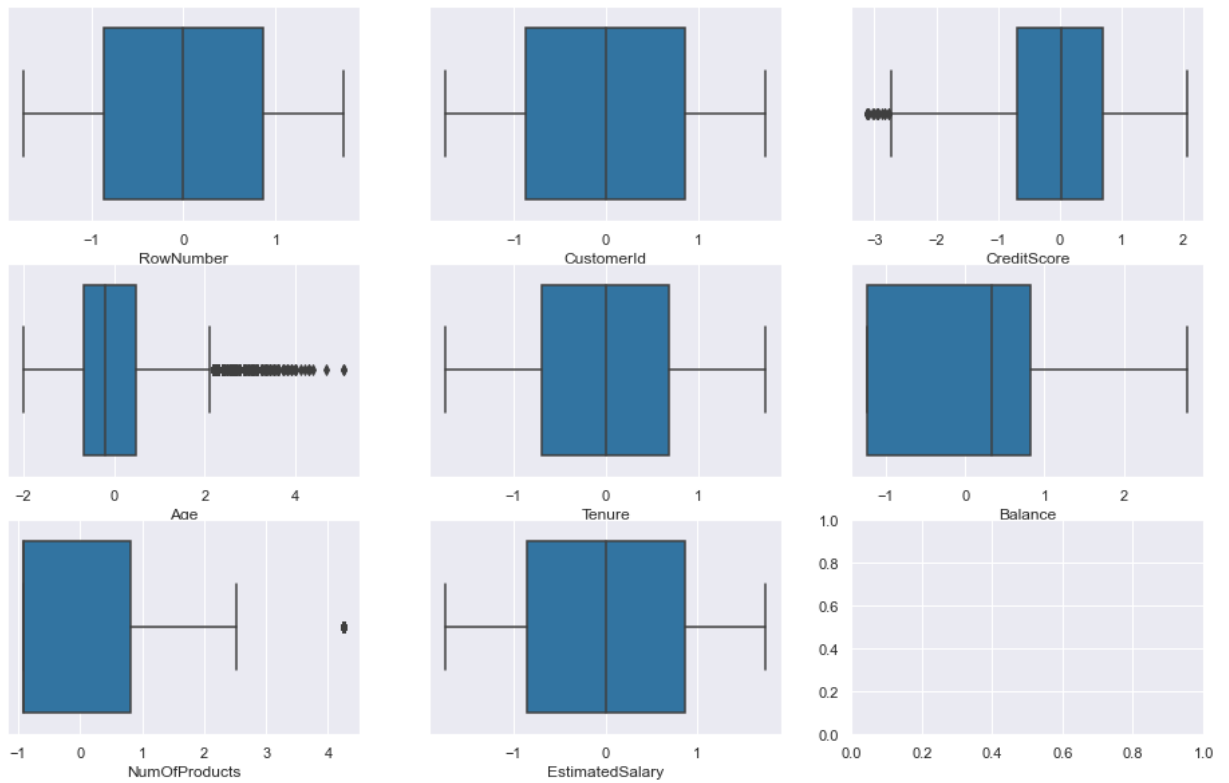 −1 0 1
RowNumber
−1 0 1
CustomerId
−3 −2 −1 0 1 2
CreditScore
−2 0 2 4
Age
−1 0 1
Tenure
−1 0 1 2
Balance
−1 0 1 2 3 4
NumOfProducts
−1 0 1
EstimatedSalary
1.0
0.8
0.6
0.4
0.2
0.0
0.0 0.2 0.4 0.6 0.8 1.0